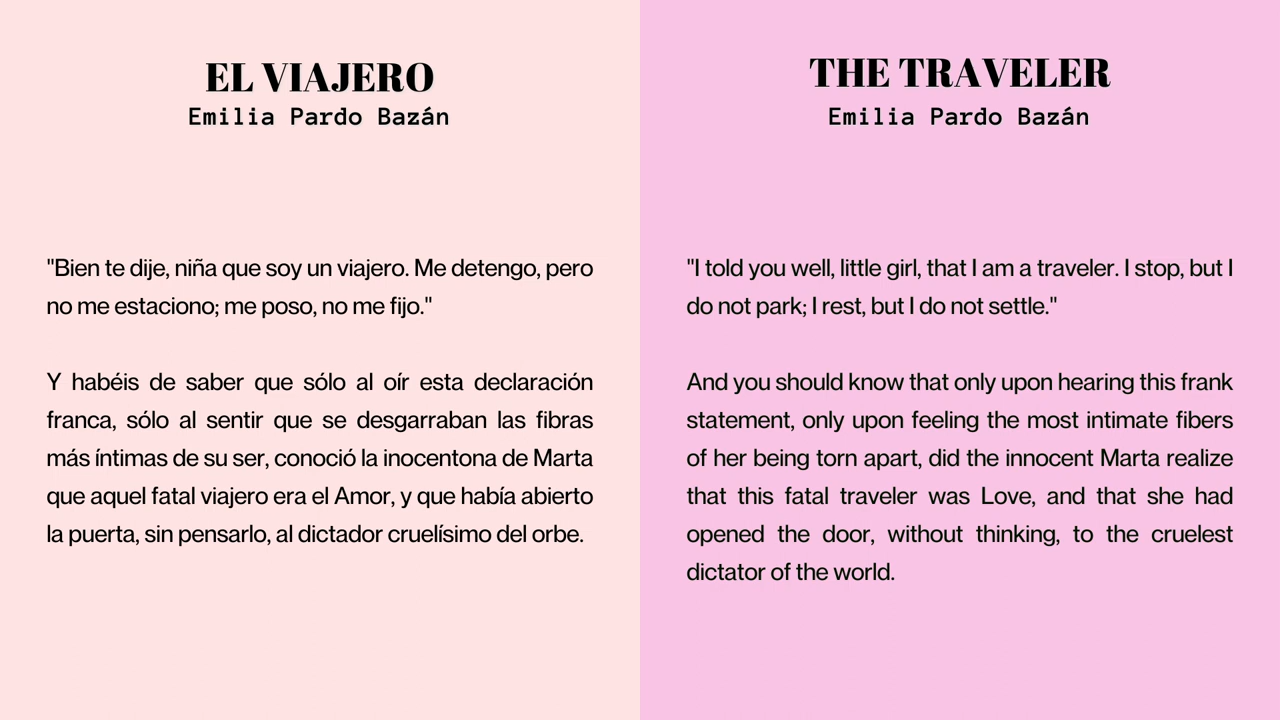 EL VIAJERO
Emilia Pardo Bazán
"Bien te dije, niña que soy un viajero. Me detengo, pero
no me estaciono; me poso, no me fijo."
Y habéis de saber que sólo al oír esta declaración
franca, sólo al sentir que se desgarraban las fibras
más íntimas de su ser, conoció la inocentona de Marta
que aquel fatal viajero era el Amor, y que había abierto
la puerta, sin pensarlo, al dictador cruelísimo del orbe.
THE TRAVELER
Emilia Pardo Bazán
"I told you well, little girl, that I am a traveler. I stop, but I
do not park; I rest, but I do not settle."
And you should know that only upon hearing this frank
statement, only upon feeling the most intimate fibers
of her being torn apart, did the innocent Marta realize
that this fatal traveler was Love, and that she had
opened the door, without thinking, to the cruelest
dictator of the world.